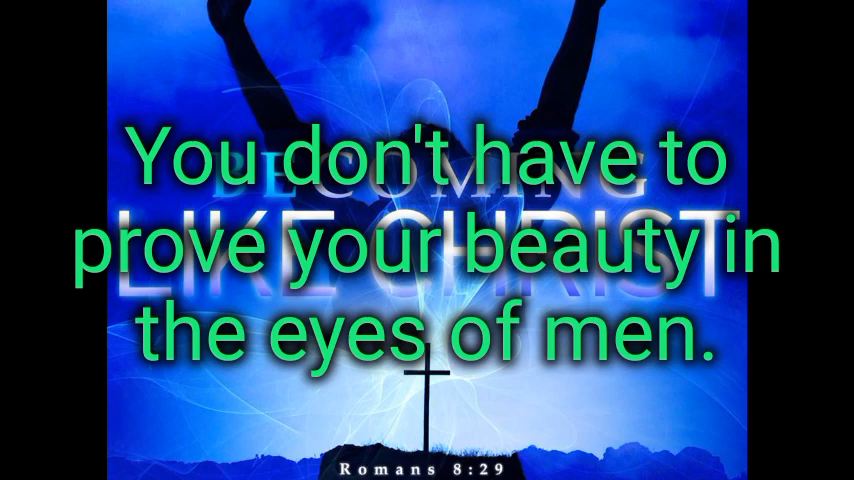 You don't have to
BECOMING
prove your beauty in
LIKE CHRIST
the eyes of men.
Romans 8:29